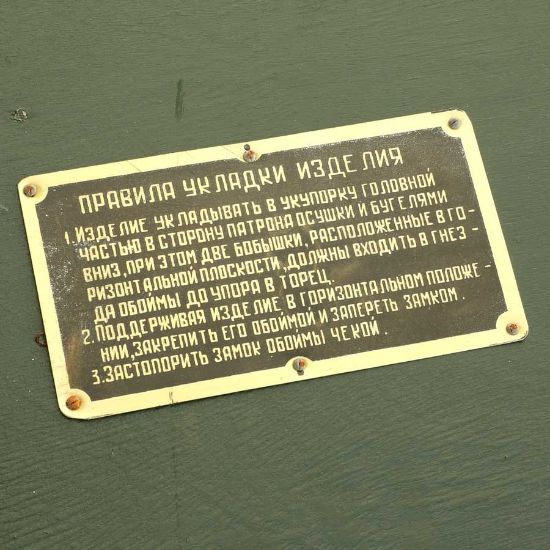 ПРАВИЛА УКЛАДКИ ИЗДЕЛИЯ
1. ИЗДЕЛИЕ УКЛАДЫВАТЬ В УКУПОРКУ ГОЛОВНОЙ
ЧАСТЬЮ В СТОРОНУ ПАТРОНА ОСУШКИ И БУГЕЛЯМИ
ВНИЗ, ПРИ ЭТОМ ДВЕ БОБЫШКИ, РАСПОЛОЖЕННЫЕ В ГО-
РИЗОНТАЛЬНОЙ ПЛОСКОСТИ, ДОЛЖНЫ ВХОДИТЬ В ГНЕЗ-
ДА ОБОЙМЫ ДО УПОРА В ТОРЕЦ.
2. ПОДДЕРЖИВАЯ ИЗДЕЛИЕ В ГОРИЗОНТАЛЬНОМ ПОЛОЖЕ-
НИИ, ЗАКРЕПИТЬ ЕГО ОБОЙМОЙ И ЗАПЕРЕТЬ ЗАМКОМ.
3. ЗАСТОПОРИТЬ ЗАМОК ОБОЙМЫ ЧЕКОЙ.